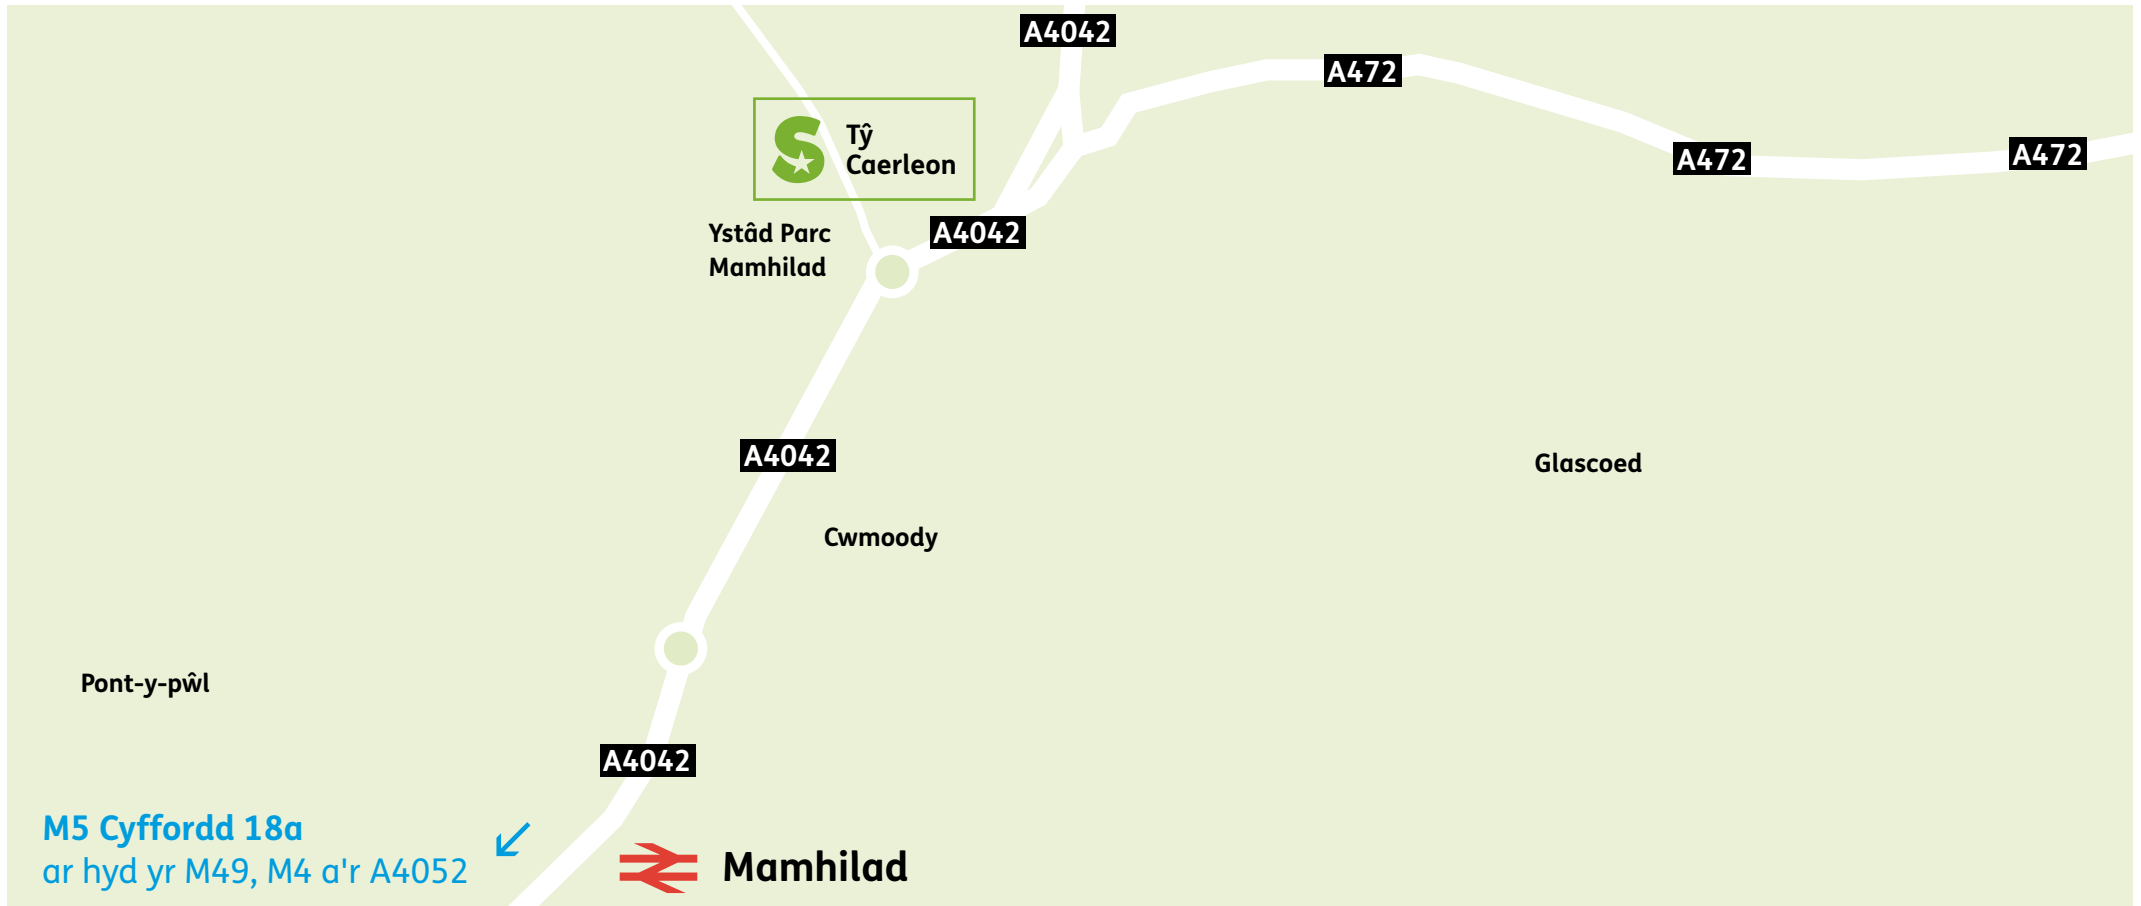 A4042
A472
Tŷ
Caerleon
A472
A472
Ystâd Parc
Mamhilad
A4042
A4042
Glascoed
Cwmoody
Pont-y-pŵl
A4042
M5 Cyffordd 18a
ar hyd yr M49, M4 a'r A4052
Mamhilad